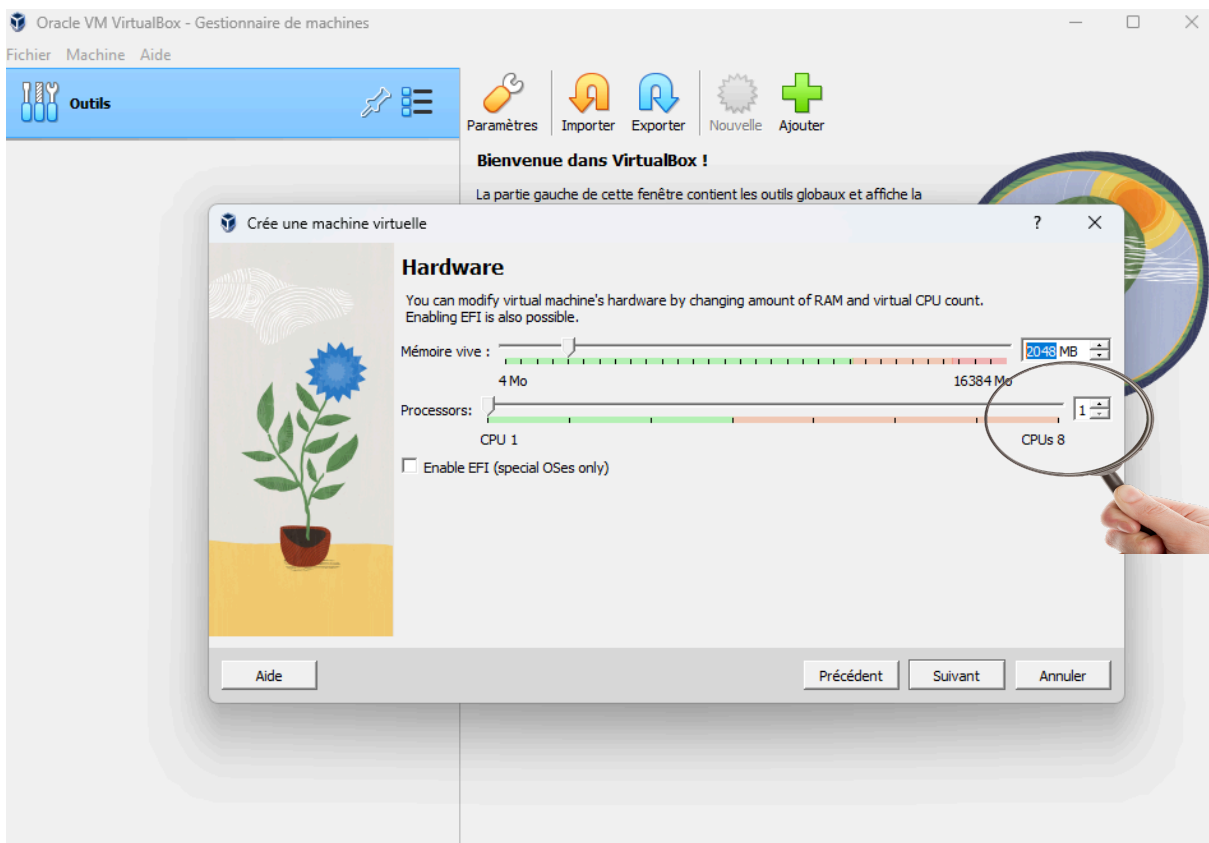 Oracle VM VirtualBox - Gestionnaire de machines
Fichier Machine Aide
Outils
Paramètres Importer Exporter Nouvelle Ajouter
Bienvenue dans VirtualBox !
La partie gauche de cette fenêtre contient les outils globaux et affiche la
Crée une machine virtuelle ?
Hardware
You can modify virtual machine's hardware by changing amount of RAM and virtual CPU count.
Enabling EFI is also possible.
Mémoire vive : 2048 MB
4 Mo 16384 Mo
Processors: 1
CPU 1 CPUs 8
Enable EFI (special OSes only)
Aide Précédent Suivant Annuler